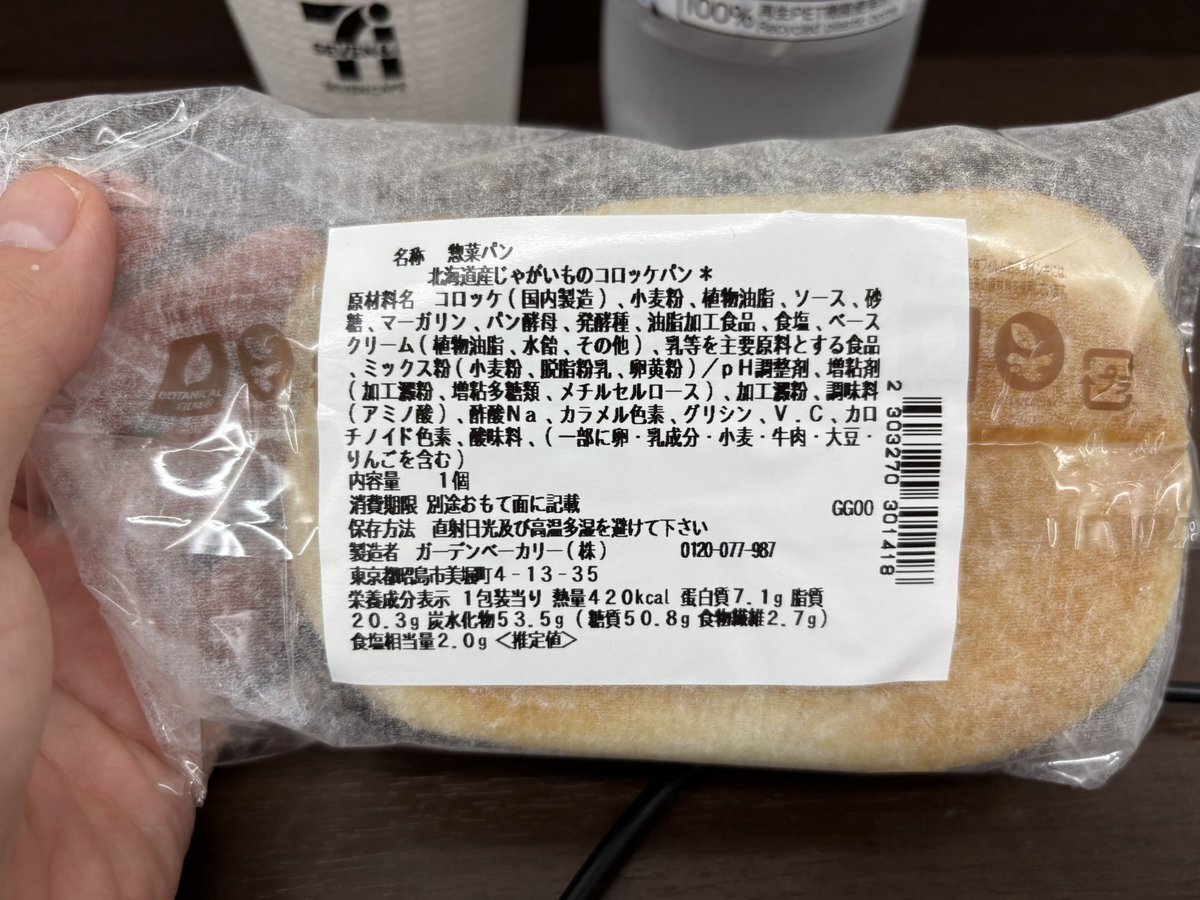 SEVEN
SEVEN CAFÉ
100%
Recycled plastic bottle
名称 惣菜パン
北海道産じゃがいものコロッケパン*
原材料名 コロッケ(国内製造)、小麦粉、植物油脂、ソース、砂
糖、マーガリン、パン酵母、発酵種、油脂加工食品、食塩、ベース
クリーム(植物油脂、水飴、その他)、乳等を主要原料とする食品
、ミックス粉(小麦粉、脱脂粉乳、卵黄粉)/pH調整剤、増粘剤
(加工澱粉、増粘多糖類、メチルセルロース)、加工澱粉、調味料
(アミノ酸)、酢酸Na、カラメル色素、グリシン、V.C、カロ
チノイド色素、酸味料、(一部に卵・乳成分・小麦・牛肉・大豆・
りんごを含む)
内容量 1個
消費期限 別途おもて面に記載 GG00
保存方法 直射日光及び高温多湿を避けて下さい
製造者 ガーデンベーカリー(株) 0120-077-987
東京都昭島市美堀町4-13-35
栄養成分表示 1包装当り 熱量420kcal 蛋白質7.1g 脂質
20.3g 炭水化物53.5g(糖質50.8g 食物繊維2.7g)
食塩相当量2.0g <推定値>
2 303270 301418
BOTANICAL
FILM
プラ